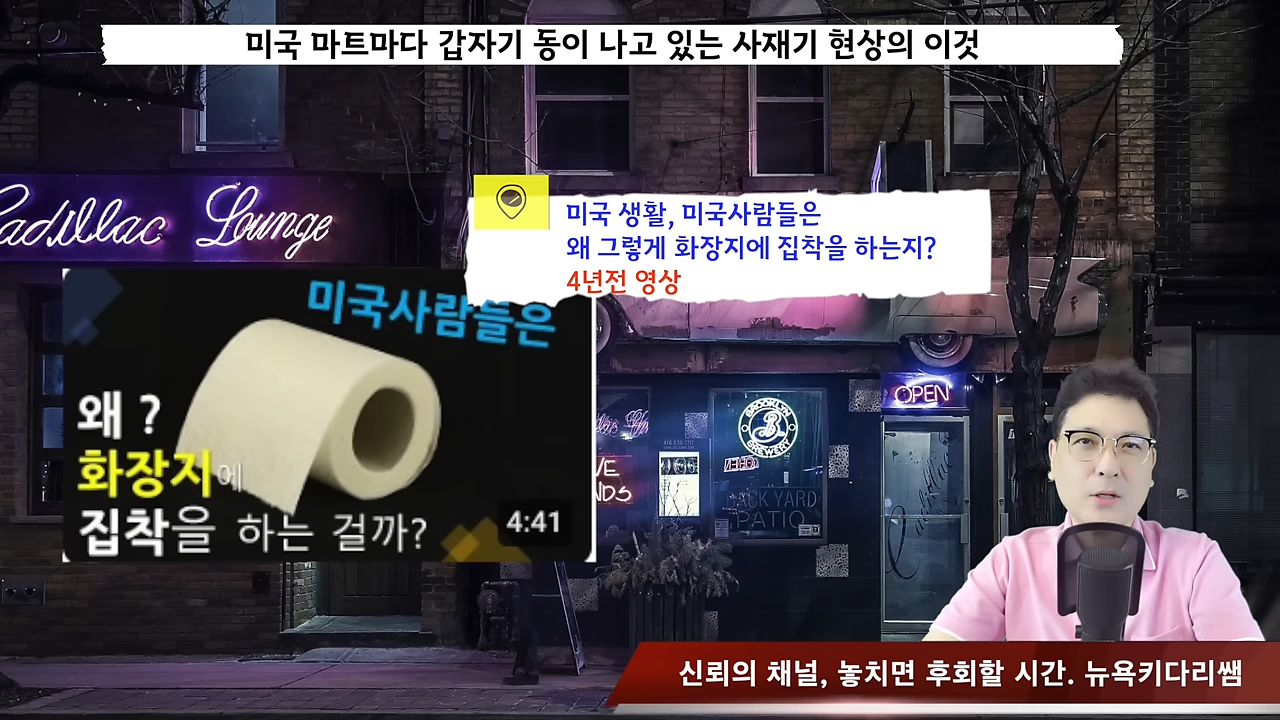 미국 마트마다 갑자기 동이 나고 있는 사재기 현상의 이것
Cadillac Lounge
미국 생활, 미국사람들은
왜 그렇게 화장지에 집착을 하는지?
4년전 영상
미국사람들은
왜 ?
화장지에
집착을 하는 걸까?
4:41
OPEN
BROOKLYN
B
BREWERY
BACK YARD
PATIO
신뢰의 채널, 놓치면 후회할 시간. 뉴욕키다리쌤